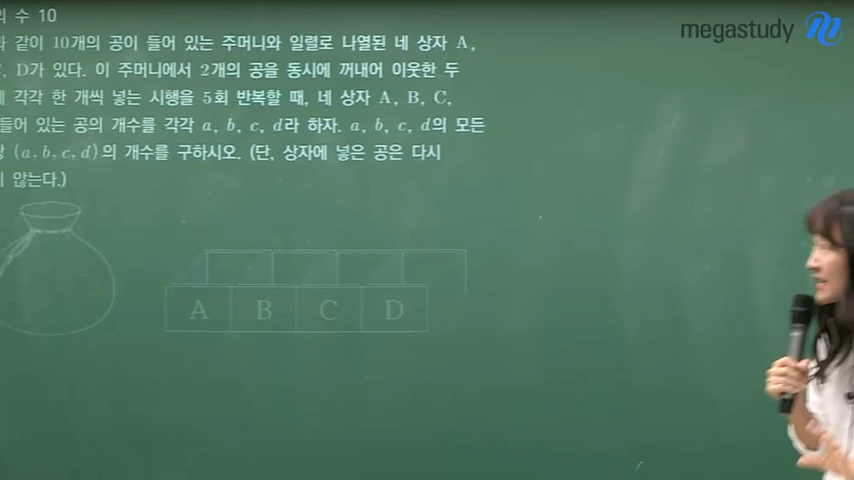 의 수 10
megastudy
같이 10개의 공이 들어 있는 주머니와 일렬로 나열된 네 상자 A,
, D가 있다. 이 주머니에서 2개의 공을 동시에 꺼내어 이웃한 두
각각 한 개씩 넣는 시행을 5회 반복할 때, 네 상자 A, B, C,
들어 있는 공의 개수를 각각 a, b, c, d라 하자. a, b, c, d의 모든
(a, b, c, d)의 개수를 구하시오. (단, 상자에 넣은 공은 다시
않는다.)
A B C D